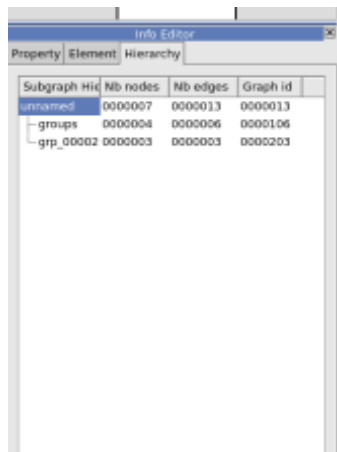 Info Editor
Property Element Hierarchy
Subgraph Hie Nb nodes Nb edges Graph id
unnamed 0000007 0000013 0000013
groups 0000004 0000006 0000106
grp_00002 0000003 0000003 0000203